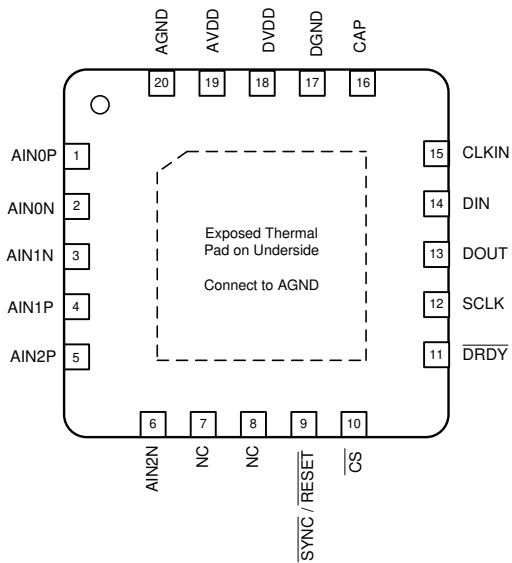 AGND
AVDD
DVDD
DGND
CAP
20
19
18
17
16
AIN0P
1
AIN0N
2
AIN1N
3
AIN1P
4
AIN2P
5
Exposed Thermal
Pad on Underside
Connect to AGND
15
CLKIN
14
DIN
13
DOUT
12
SCLK
11
DRDY
6
7
8
9
10
AIN2N
NC
NC
SYNC / RESET
CS